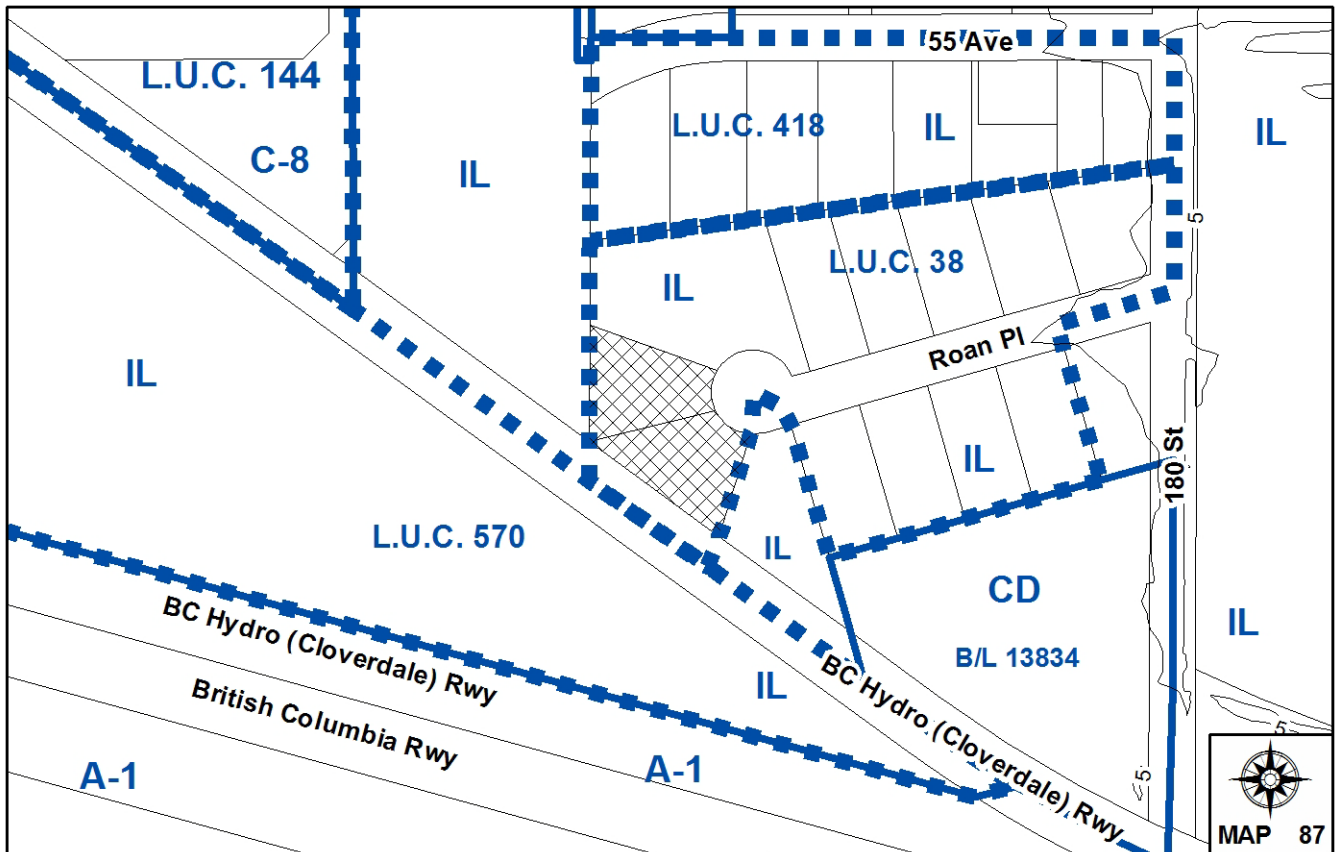 55 Ave
L.U.C. 144
L.U.C. 418
IL
IL
C-8
IL
5
L.U.C. 38
IL
Roan Pl
IL
IL
180 St
L.U.C. 570
IL
CD
BC Hydro (Cloverdale) Rwy
IL
B/L 13834
British Columbia Rwy
IL
BC Hydro (Cloverdale) Rwy
5
A-1
A-1
5
MAP 87